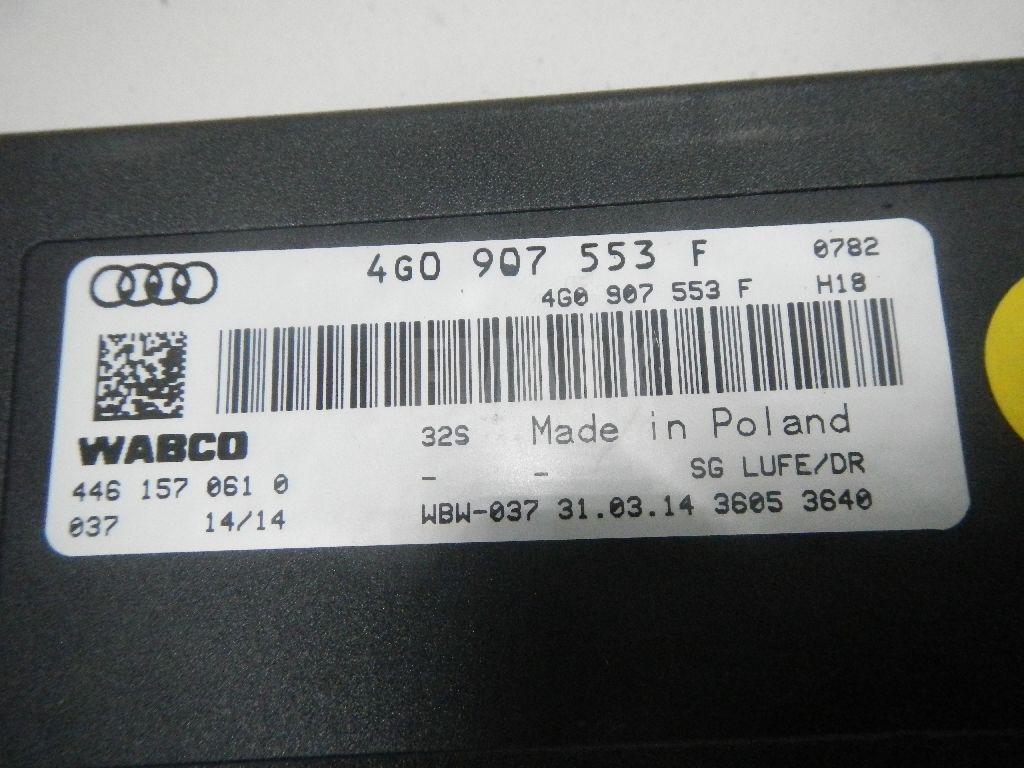 4G0 907 553 F 0782
4G0 907 553 F H18
WABCO 32S Made in Poland
446 157 061 0 - - SG LUFE/DR
037 14/14 WBW-037 31.03.14 3605 3640